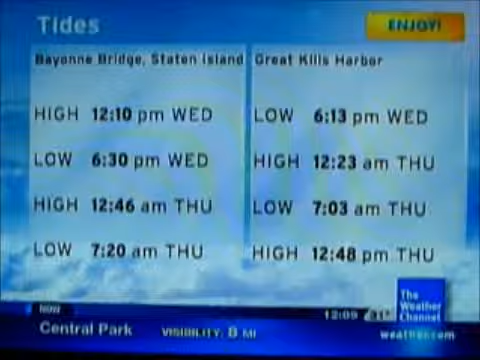 Tides
ENJOY!
Bayonne Bridge, Staten Island
HIGH 12:10 pm WED
LOW 6:30 pm WED
HIGH 12:46 am THU
LOW 7:20 am THU
Great Kills Harbor
LOW 6:13 pm WED
HIGH 12:23 am THU
LOW 7:03 am THU
HIGH 12:48 pm THU
The
Weather
Channel
NOW
12:09
31°
Central Park VISIBILITY: 8 MI
weather.com